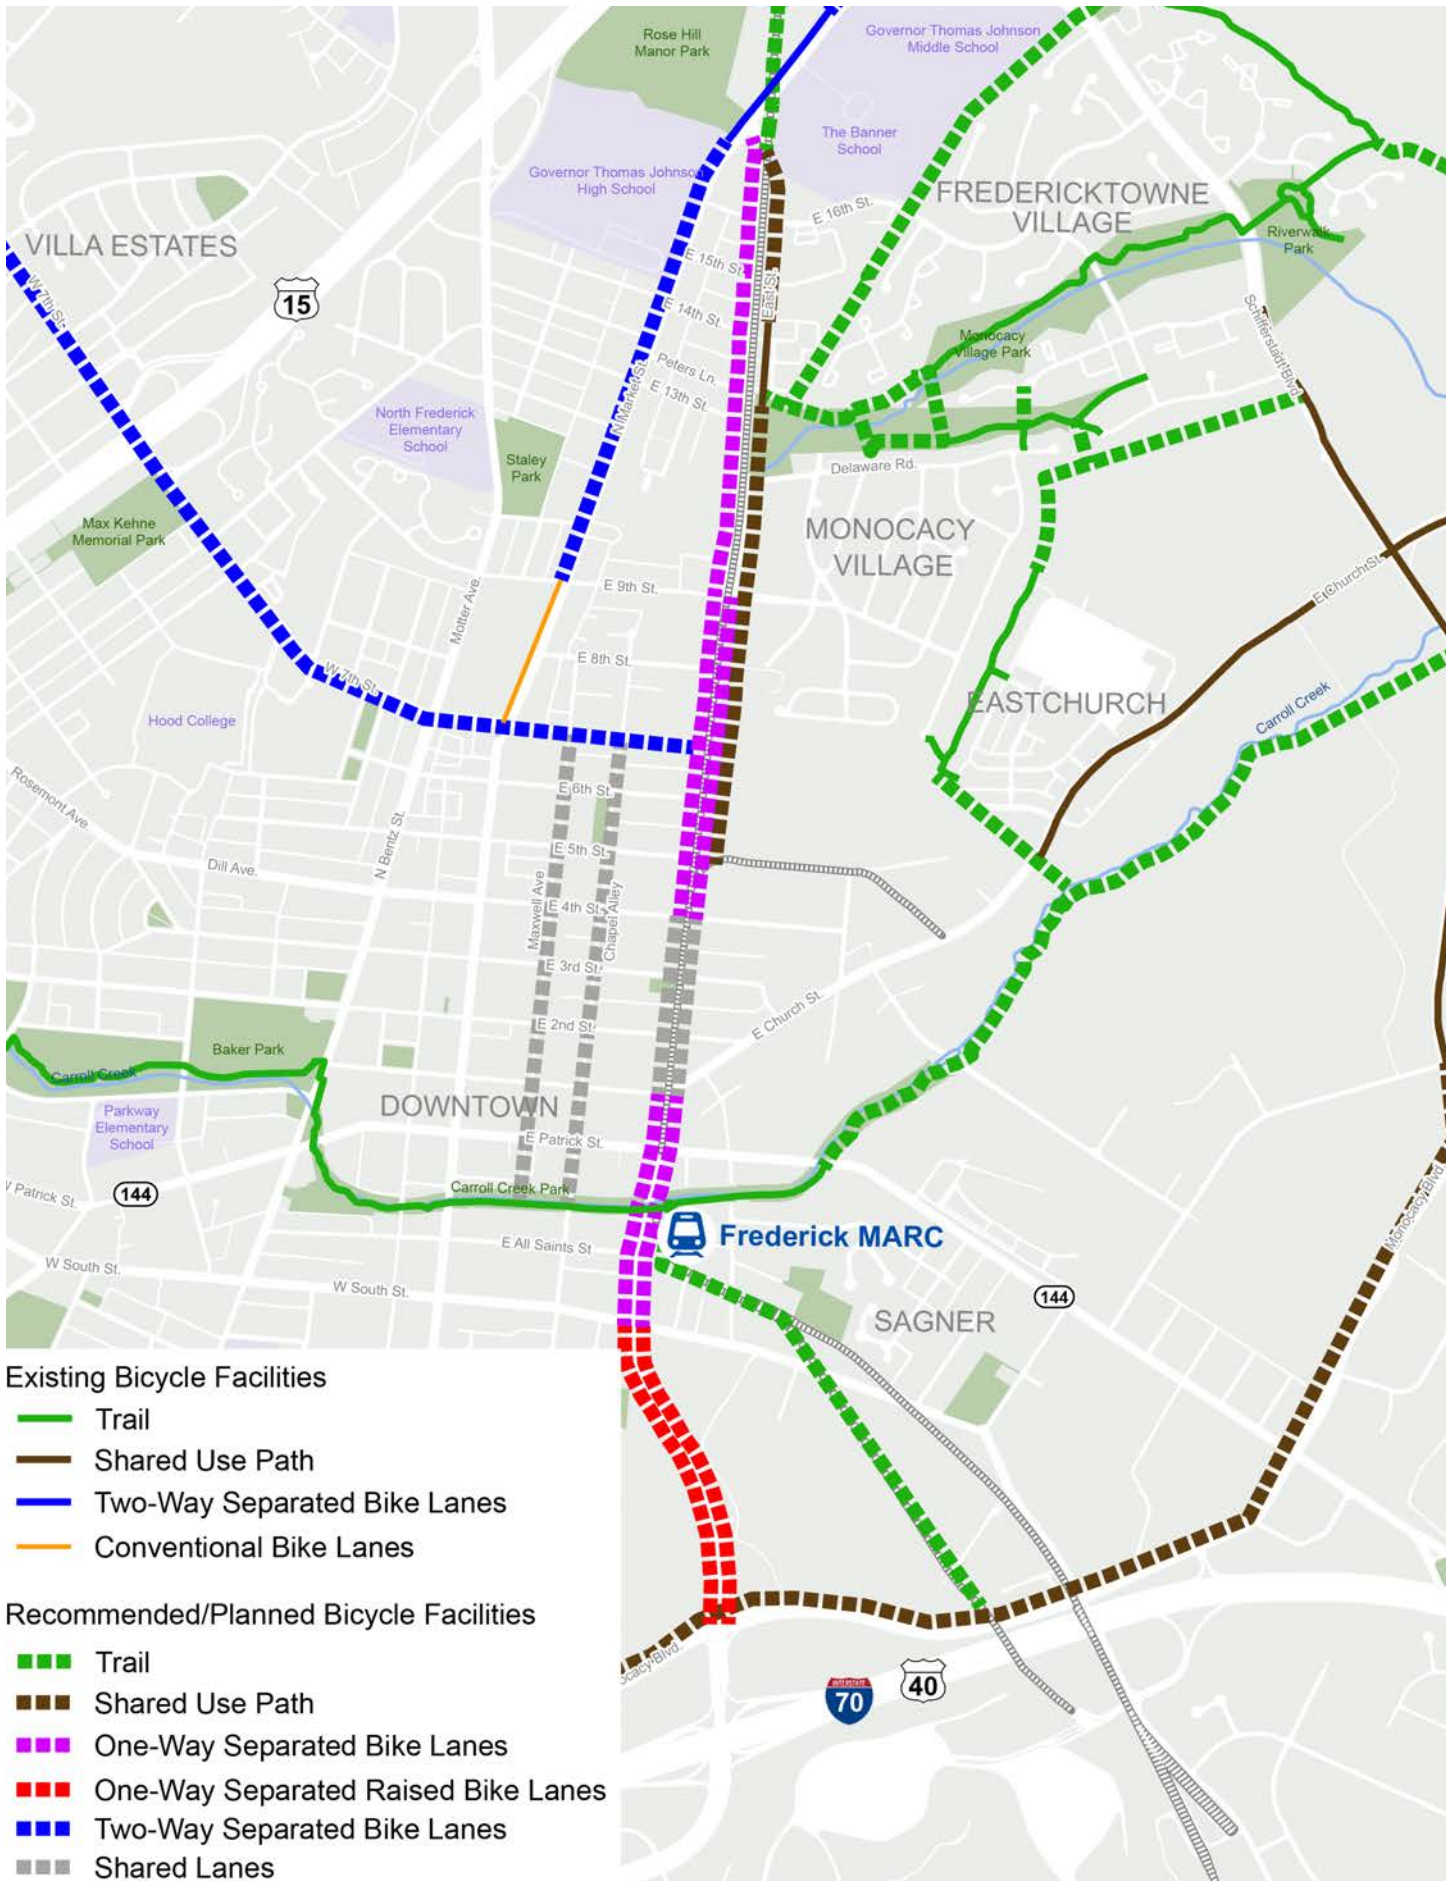 Rose Hill
Manor Park
Governor Thomas Johnson
Middle School
The Banner
School
Governor Thomas Johnson
High School
FREDERICKTOWNE
VILLAGE
E 16th St.
Riverwalk
Park
VILLA ESTATES
W 7th St.
15
E 15th St.
East St.
E 14th St.
Schifferstadt Blvd.
Monocacy
Village Park
Peters Ln.
E 13th St.
N Market St.
North Frederick
Elementary
School
Staley
Park
Delaware Rd.
Max Kehne
Memorial Park
MONOCACY
VILLAGE
Motter Ave.
E 9th St.
E Church St.
E 8th St.
W 7th St.
EASTCHURCH
Carroll Creek
Hood College
Rosemont Ave.
E 6th St.
N Bentz St.
E 5th St.
Dill Ave.
Maxwell Ave
E 4th St.
Chapel Alley
E 3rd St.
E 2nd St.
E Church St.
Baker Park
Carroll Creek
DOWNTOWN
Parkway
Elementary
School
E Patrick St.
W Patrick St.
144
Carroll Creek Park
Monocacy Blvd.
Frederick MARC
E All Saints St
W South St.
W South St.
144
SAGNER
Existing Bicycle Facilities
Trail
Shared Use Path
Two-Way Separated Bike Lanes
Conventional Bike Lanes
Recommended/Planned Bicycle Facilities
Trail
Shared Use Path
One-Way Separated Bike Lanes
One-Way Separated Raised Bike Lanes
Two-Way Separated Bike Lanes
Shared Lanes
ocacy Blvd.
INTERSTATE
70
40